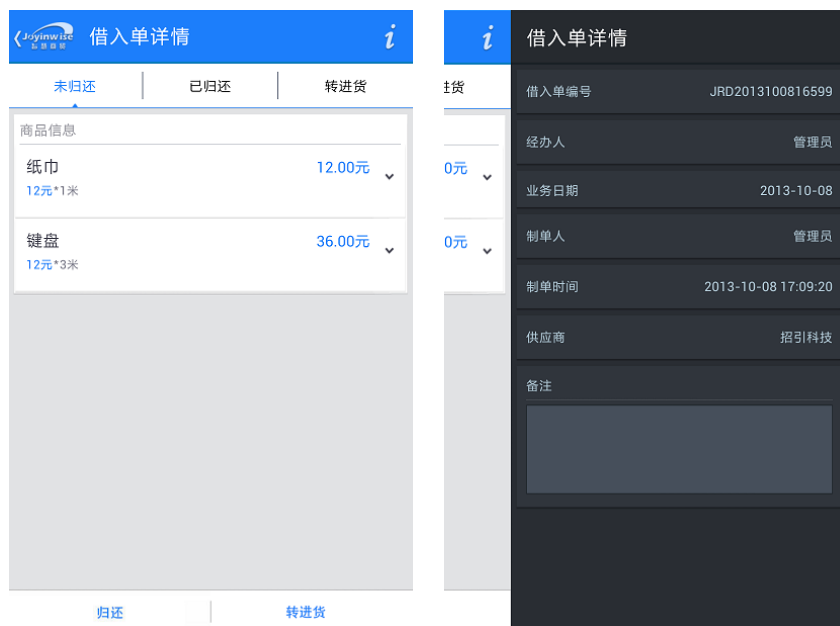 Joyinwise
借入单详情
i
未归还
已归还
转进货
商品信息
纸巾
12.00元
12元*1米
键盘
36.00元
12元*3米
归还
转进货
i
进货
0元
0元
借入单详情
借入单编号
JRD2013100816599
经办人
管理员
业务日期
2013-10-08
制单人
管理员
制单时间
2013-10-08 17:09:20
供应商
招引科技
备注